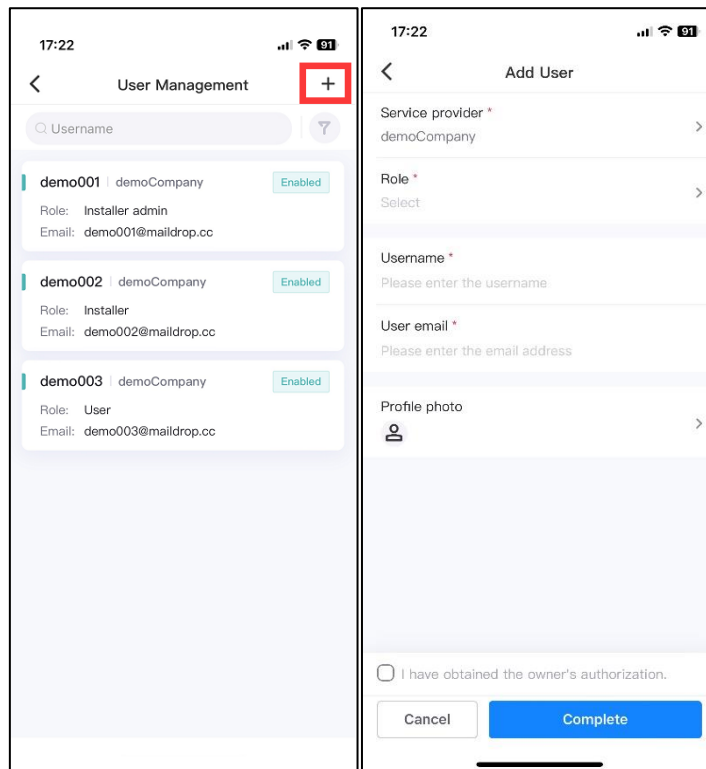 17:22
91
User Management
+
Username
demo001 demoCompany Enabled
Role: Installer admin
Email: demo001@maildrop.cc
demo002 demoCompany Enabled
Role: Installer
Email: demo002@maildrop.cc
demo003 demoCompany Enabled
Role: User
Email: demo003@maildrop.cc
17:22
91
Add User
Service provider *
demoCompany
Role *
Select
Username *
Please enter the username
User email *
Please enter the email address
Profile photo
I have obtained the owner's authorization.
Cancel Complete